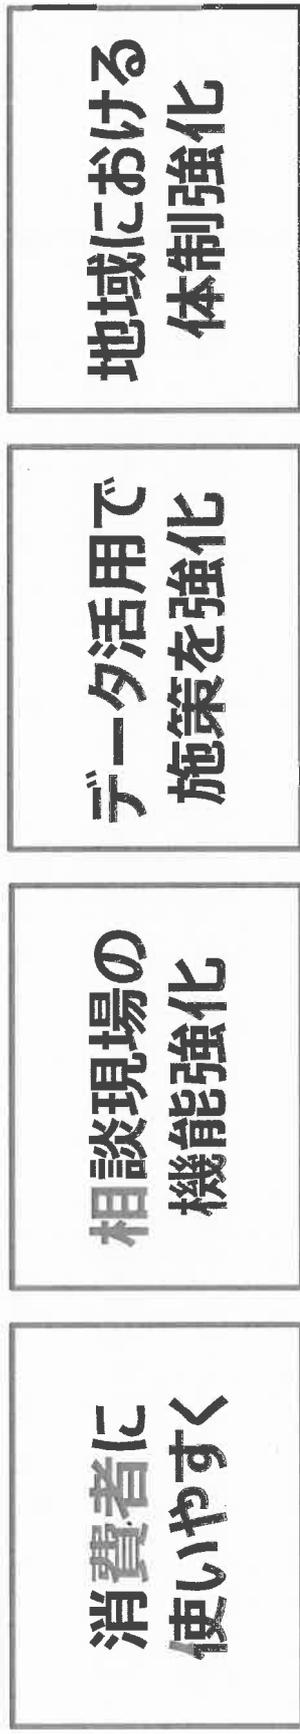 消費者に
使いやすく
相談現場の
機能強化
データ活用で
施策を強化
地域における
体制強化